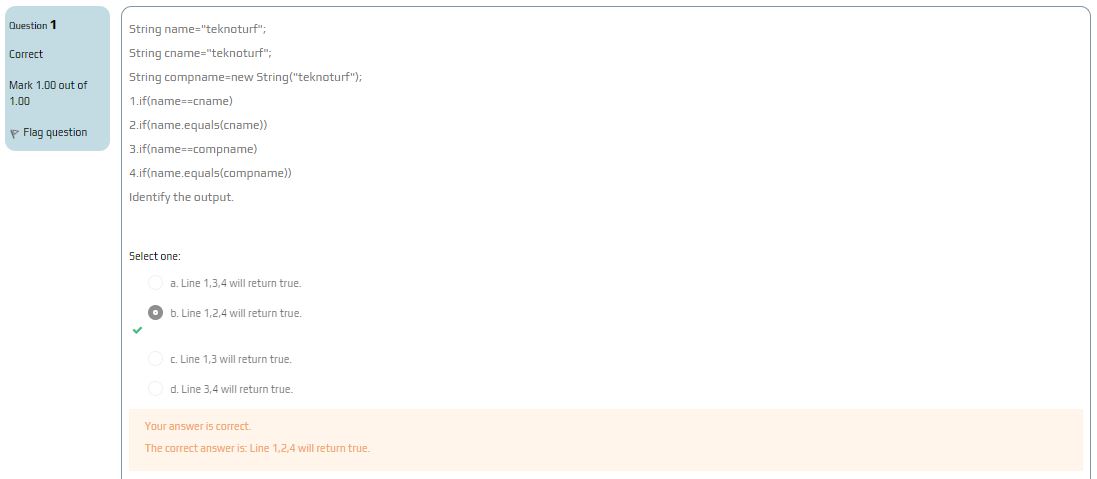 Question 1
Correct
Mark 1.00 out of
1.00
Flag question
String name="teknoturf";
String cname="teknoturf";
String compname=new String("teknoturf");
1.if(name==cname)
2.if(name.equals(cname))
3.if(name==compname)
4.if(name.equals(compname))
Identify the output.
Select one:
a. Line 1,3,4 will return true.
b. Line 1,2,4 will return true.
c. Line 1,3 will return true.
d. Line 3,4 will return true.
Your answer is correct.
The correct answer is: Line 1,2,4 will return true.